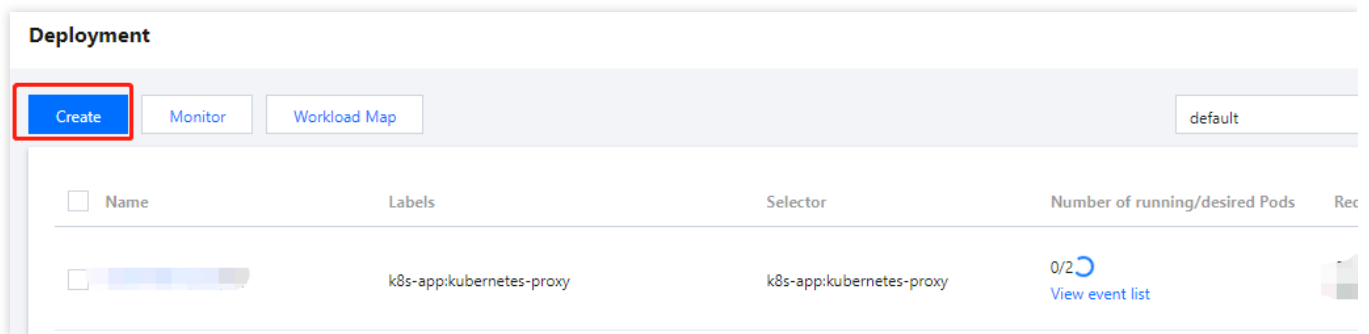 Deployment
Create Monitor Workload Map default
Name Labels Selector Number of running/desired Pods
k8s-app:kubernetes-proxy k8s-app:kubernetes-proxy 0/2
View event list